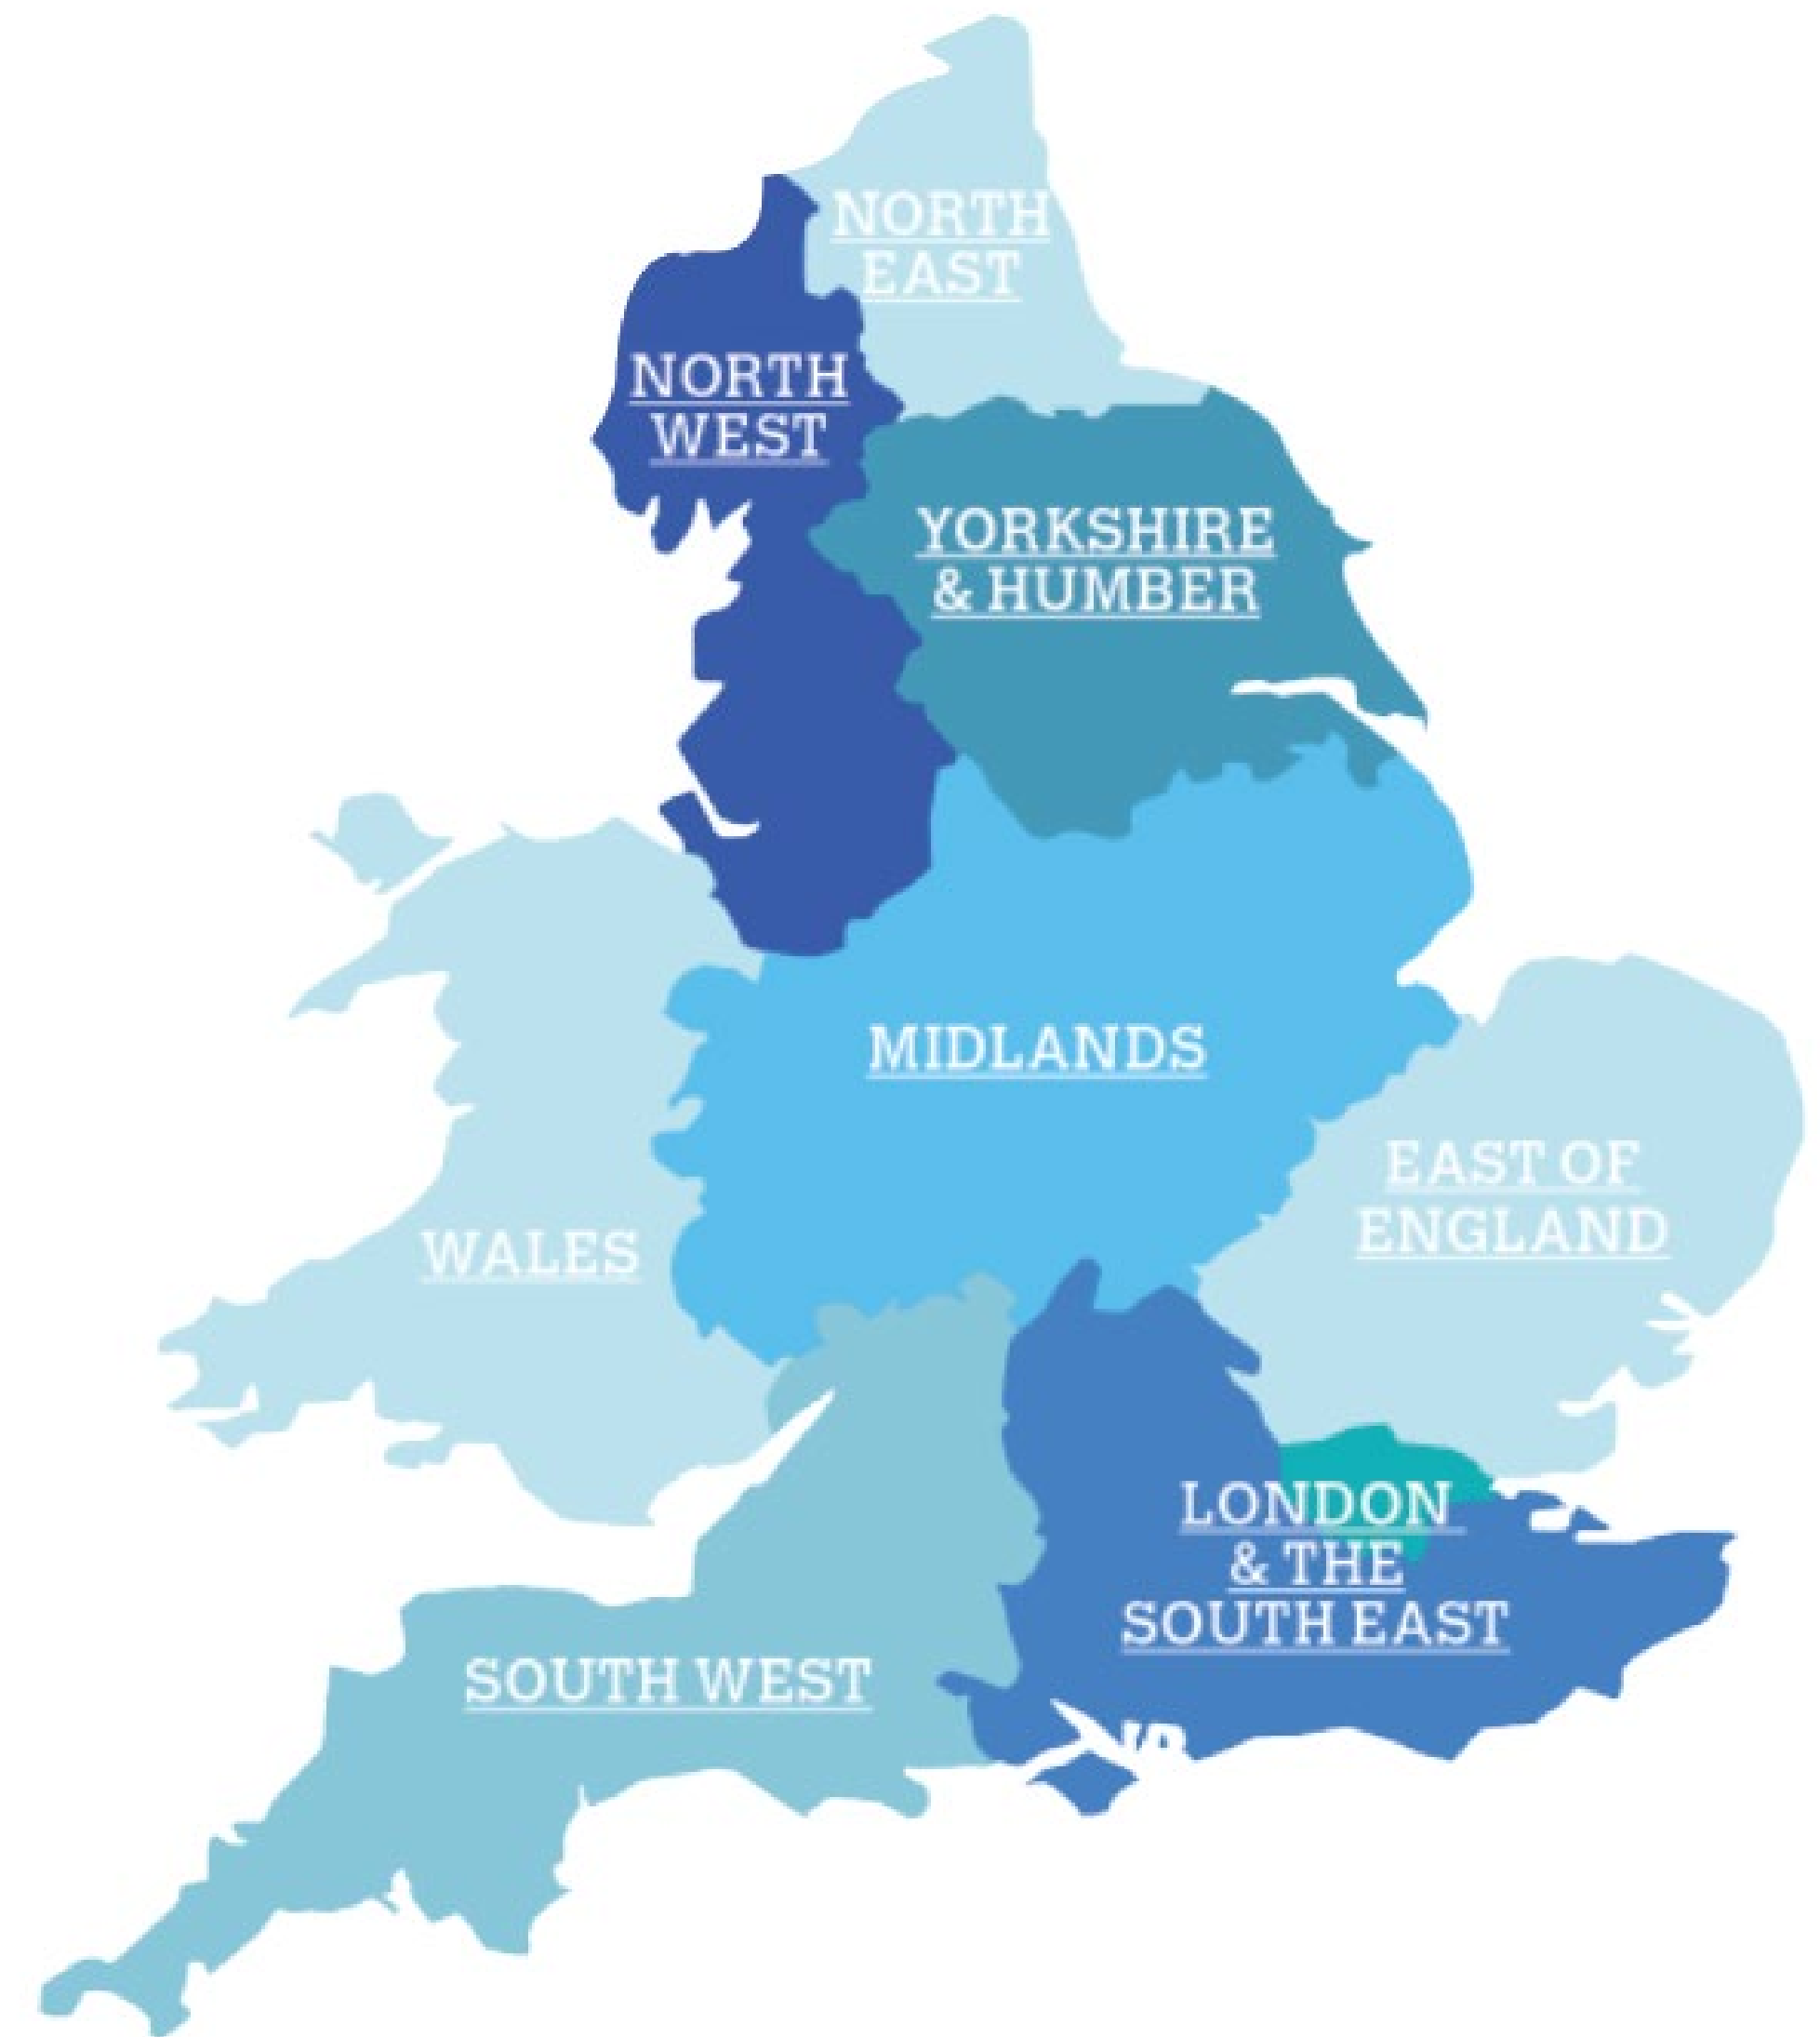 NORTH
EAST
NORTH
WEST
YORKSHIRE
& HUMBER
MIDLANDS
EAST OF
ENGLAND
WALES
LONDON
& THE
SOUTH EAST
SOUTH WEST